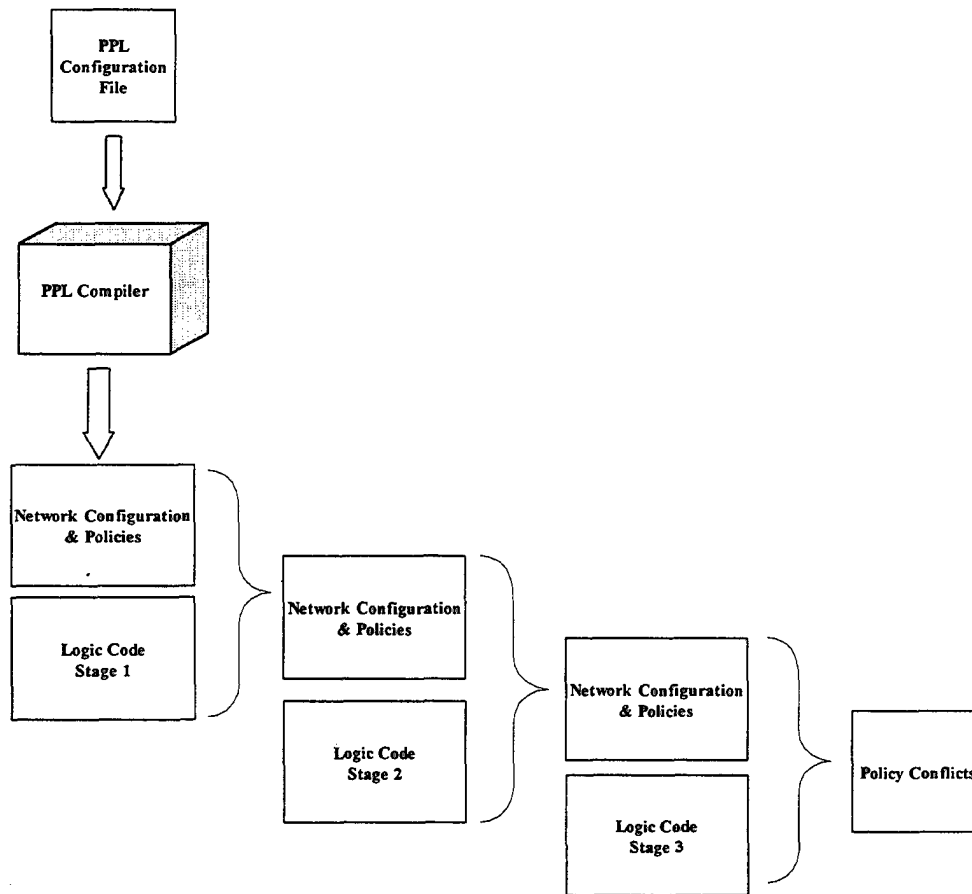 PPL
Configuration
File
PPL Compiler
Network Configuration
& Policies
Logic Code
Stage 1
Network Configuration
& Policies
Logic Code
Stage 2
Network Configuration
& Policies
Logic Code
Stage 3
Policy Conflicts